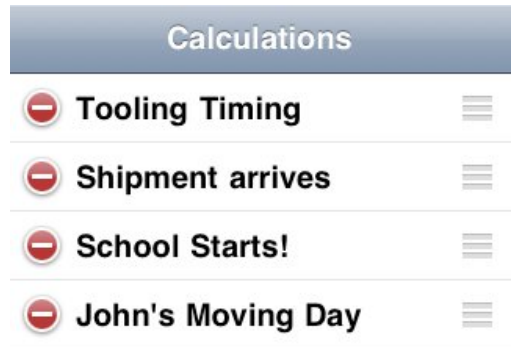 Calculations
Tooling Timing
Shipment arrives
School Starts!
John's Moving Day